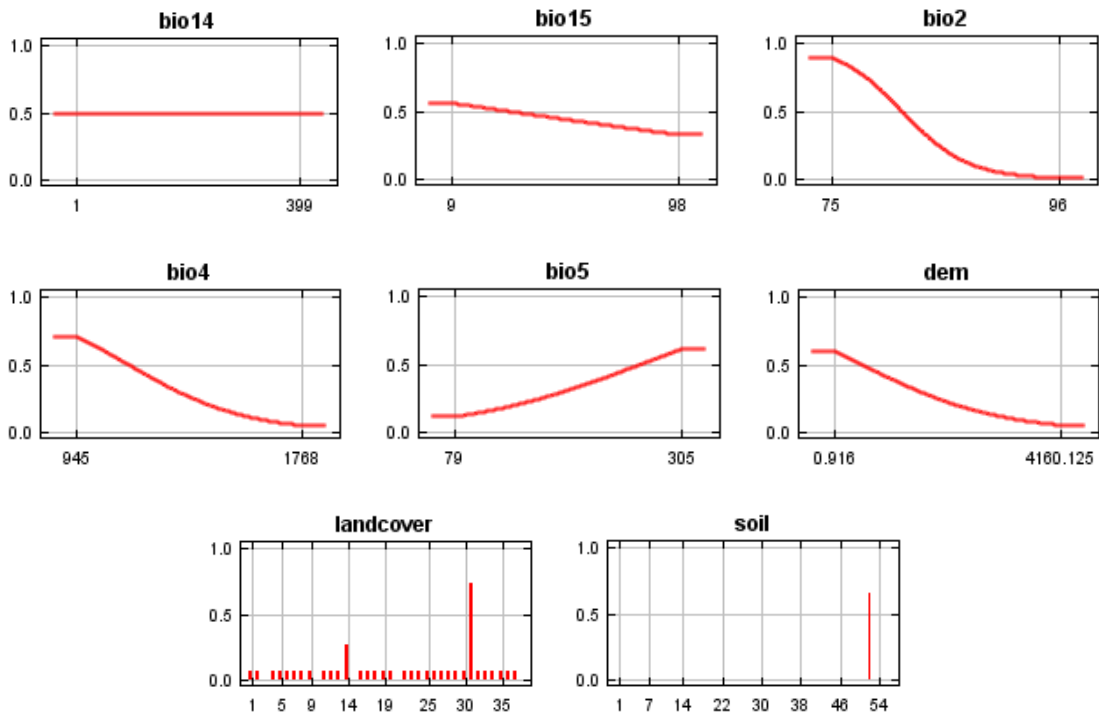 bio14 bio15 bio2
1.0 1.0 1.0
0.5 0.5 0.5
0.0 0.0 0.0
1 399 9 98 75 96
bio4 bio5 dem
1.0 1.0 1.0
0.5 0.5 0.5
0.0 0.0 0.0
945 1768 79 305 0.916 4160.125
landcover soil
1.0 1.0
0.5 0.5
0.0 0.0
1 5 9 14 19 25 30 35 1 7 14 22 30 38 46 54